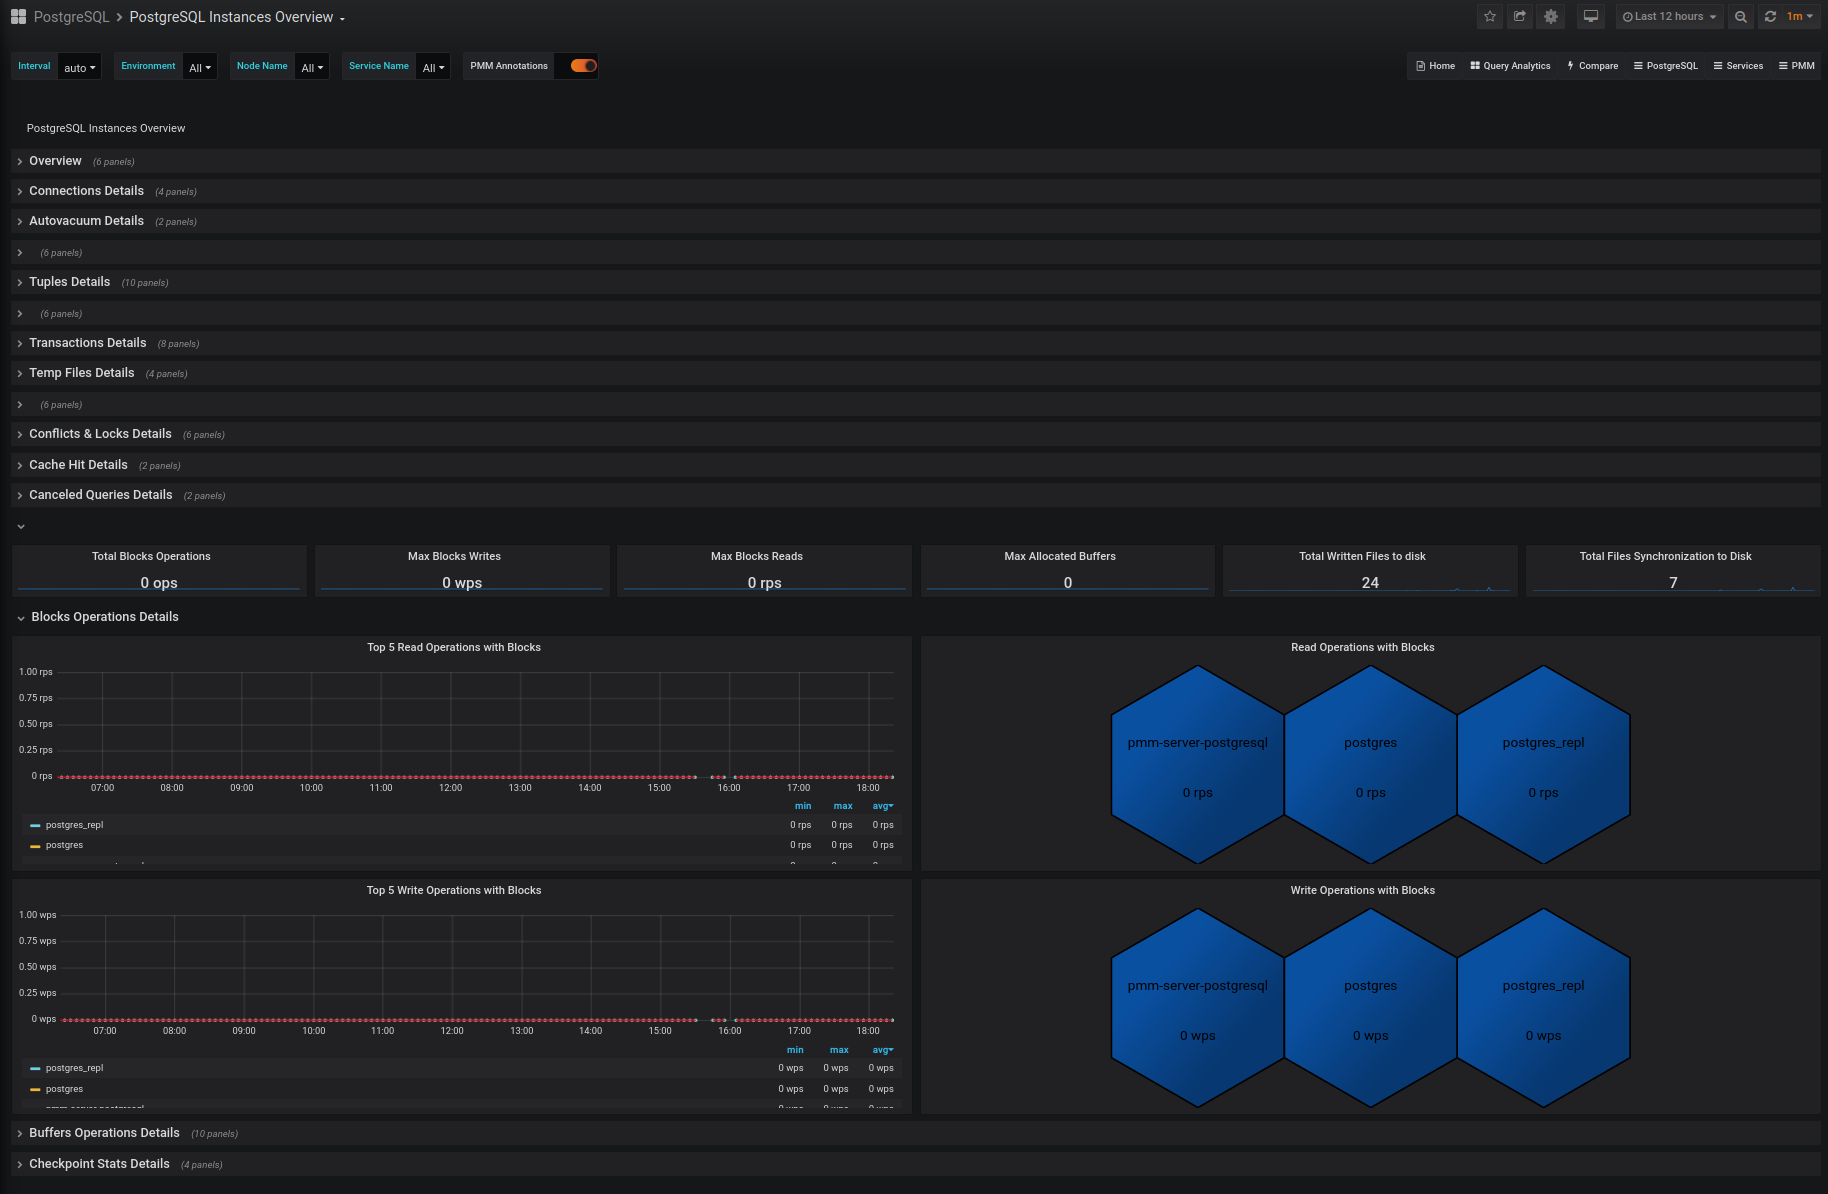 PostgreSQL > PostgreSQL Instances Overview
Last 12 hours 1m
Interval auto Environment All Node Name All Service Name All PMM Annotations
Home Query Analytics Compare PostgreSQL Services PMM
PostgreSQL Instances Overview
Overview (6 panels)
Connections Details (4 panels)
Autovacuum Details (2 panels)
(6 panels)
Tuples Details (10 panels)
(6 panels)
Transactions Details (8 panels)
Temp Files Details (4 panels)
(6 panels)
Conflicts & Locks Details (6 panels)
Cache Hit Details (2 panels)
Canceled Queries Details (2 panels)
Total Blocks Operations
0 ops
Max Blocks Writes
0 wps
Max Blocks Reads
0 rps
Max Allocated Buffers
0
Total Written Files to disk
24
Total Files Synchronization to Disk
7
Blocks Operations Details
Top 5 Read Operations with Blocks
1.00 rps
0.75 rps
0.50 rps
0.25 rps
0 rps
07:00 08:00 09:00 10:00 11:00 12:00 13:00 14:00 15:00 16:00 17:00 18:00
min max avg
postgres_repl 0 rps 0 rps 0 rps
postgres 0 rps 0 rps 0 rps
Read Operations with Blocks
pmm-server-postgresql
0 rps
postgres
0 rps
postgres_repl
0 rps
Top 5 Write Operations with Blocks
1.00 wps
0.75 wps
0.50 wps
0.25 wps
0 wps
07:00 08:00 09:00 10:00 11:00 12:00 13:00 14:00 15:00 16:00 17:00 18:00
min max avg
postgres_repl 0 wps 0 wps 0 wps
postgres 0 wps 0 wps 0 wps
Write Operations with Blocks
pmm-server-postgresql
0 wps
postgres
0 wps
postgres_repl
0 wps
Buffers Operations Details (10 panels)
Checkpoint Stats Details (4 panels)